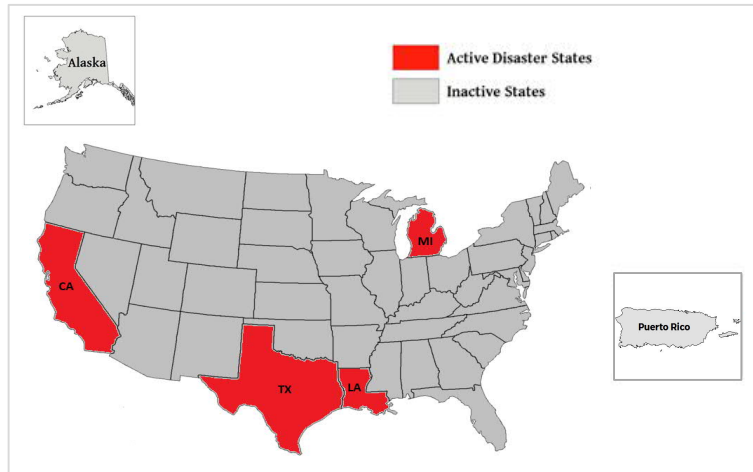 Alaska
Active Disaster States
Inactive States
MI
CA
Puerto Rico
TX
LA